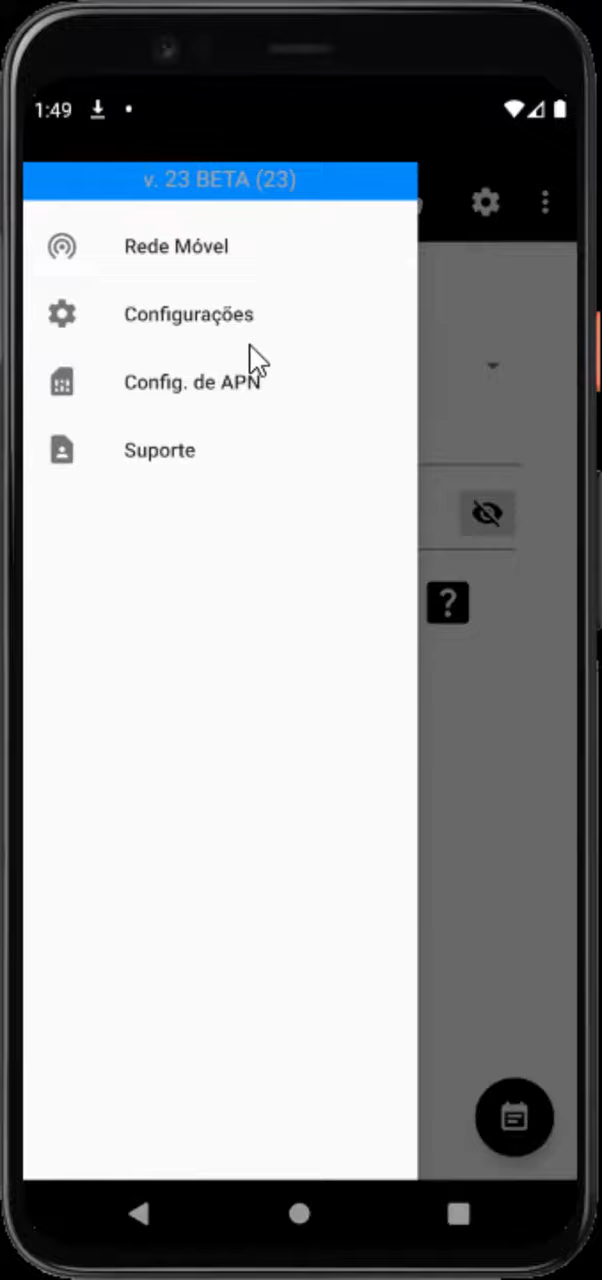 1:49
v. 23 BETA (23)
Rede Móvel
Configurações
Config. de APN
Suporte
?